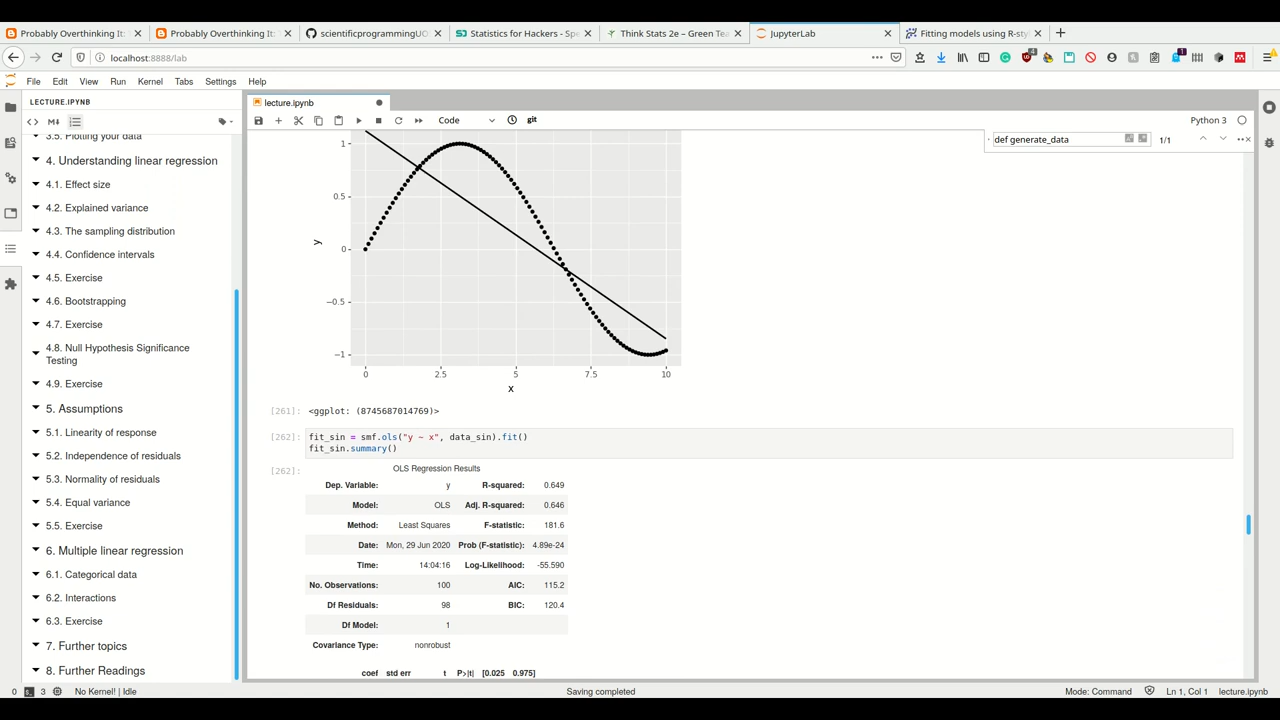 Probably Overthinking It:
Probably Overthinking It:
scientificprogrammingUO
Statistics for Hackers - Spe
Think Stats 2e – Green Tea
JupyterLab
Fitting models using R-sty
localhost:8888/lab
File Edit View Run Kernel Tabs Settings Help
LECTURE.IPYNB
3.5. Plotting your data
4. Understanding linear regression
4.1. Effect size
4.2. Explained variance
4.3. The sampling distribution
4.4. Confidence intervals
4.5. Exercise
4.6. Bootstrapping
4.7. Exercise
4.8. Null Hypothesis Significance
Testing
4.9. Exercise
5. Assumptions
5.1. Linearity of response
5.2. Independence of residuals
5.3. Normality of residuals
5.4. Equal variance
5.5. Exercise
6. Multiple linear regression
6.1. Categorical data
6.2. Interactions
6.3. Exercise
7. Further topics
8. Further Readings
lecture.ipynb
Code git Python 3
def generate_data 1/1
1
0.5
0
−0.5
−1
y
0 2.5 5 7.5 10
x
[261]: <ggplot: (8745687014769)>
[262]: fit_sin = smf.ols("y ~ x", data_sin).fit()
fit_sin.summary()
[262]: OLS Regression Results
Dep. Variable: y R-squared: 0.649
Model: OLS Adj. R-squared: 0.646
Method: Least Squares F-statistic: 181.6
Date: Mon, 29 Jun 2020 Prob (F-statistic): 4.89e-24
Time: 14:04:16 Log-Likelihood: -55.590
No. Observations: 100 AIC: 115.2
Df Residuals: 98 BIC: 120.4
Df Model: 1
Covariance Type: nonrobust
coef std err t P>|t| [0.025 0.975]
0 3 No Kernel! | Idle Saving completed Mode: Command Ln 1, Col 1 lecture.ipynb